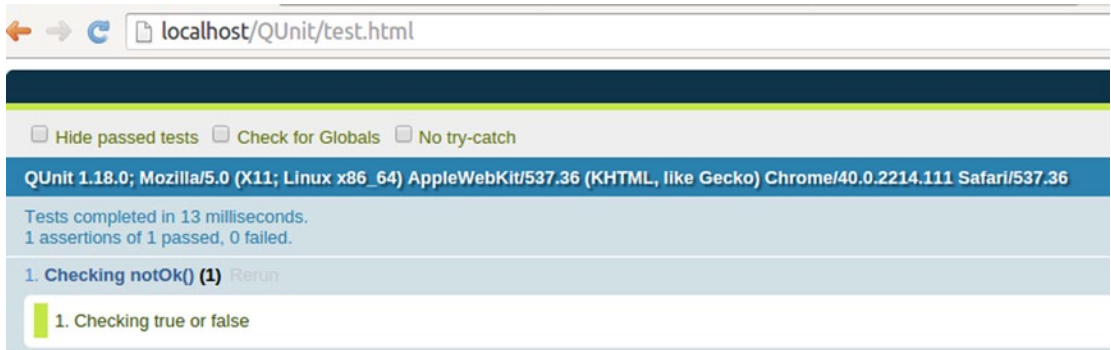 localhost/QUnit/test.html
Hide passed tests Check for Globals No try-catch
QUnit 1.18.0; Mozilla/5.0 (X11; Linux x86_64) AppleWebKit/537.36 (KHTML, like Gecko) Chrome/40.0.2214.111 Safari/537.36
Tests completed in 13 milliseconds.
1 assertions of 1 passed, 0 failed.
1. Checking notOk() (1) Rerun
1. Checking true or false